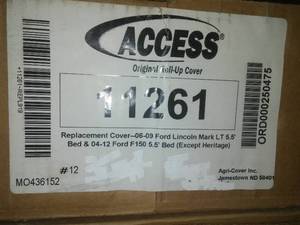 ACCESS®
Original Roll-Up Cover
11261
Replacement Cover--06-09 Ford Lincoln Mark LT 5.5'
Bed & 04-12 Ford F150 5.5' Bed (Except Heritage)
#12
MO436152
Agri-Cover Inc.
Jamestown ND 58401
ORD000250475